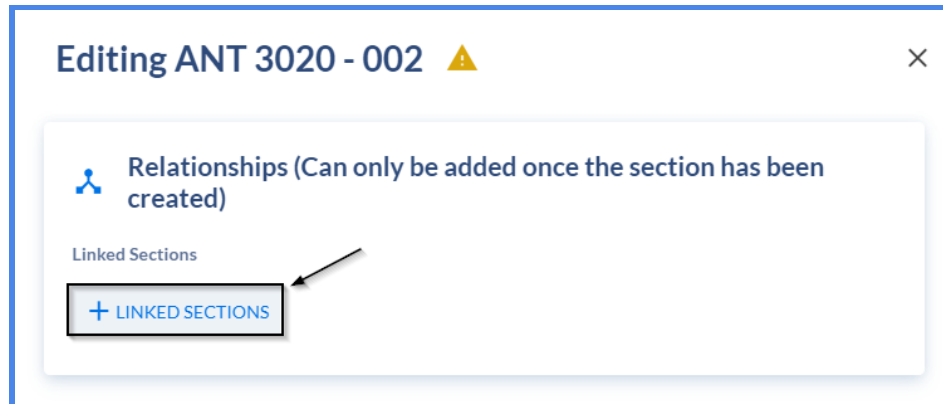 Editing ANT 3020 - 002
Relationships (Can only be added once the section has been
created)
Linked Sections
+ LINKED SECTIONS